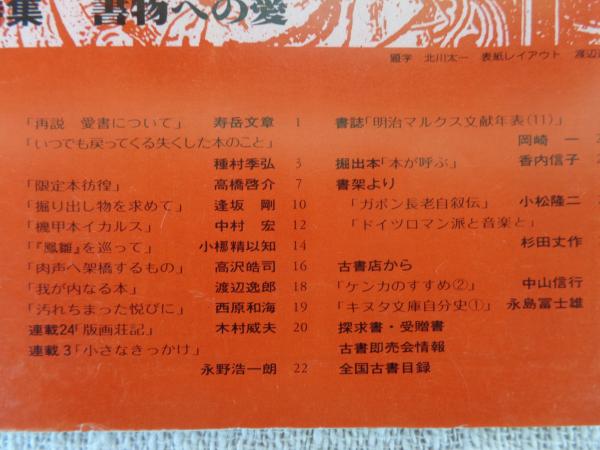 集 書物への愛
題字 北川太一 表紙レイアウト 渡辺
「再説 愛書について」 寿岳文章 1
「いつでも戻ってくる失くした本のこと」
種村季弘 3
「限定本彷徨」 高橋啓介 7
「掘り出し物を求めて」 逢坂 剛 10
「機甲本イカルス」 中村 宏 12
「『鳳雛』を巡って」 小梛精以知 14
「肉声へ架橋するもの」 高沢皓司 16
「我が内なる本」 渡辺逸郎 18
「汚れちまった悦びに」 西原和海 19
連載24「版画荘記」 木村威夫 20
連載3「小さなきっかけ」
永野浩一朗 22
書誌「明治マルクス文献年表(11)」
岡崎 一
掘出本「本が呼ぶ」 香内信子
書架より
「ガポン長老自叙伝」 小松隆二
「ドイツロマン派と音楽と」
杉田丈作
古書店から
「ケンカのすすめ②」 中山信行
「キヌタ文庫自分史①」 永島冨士雄
探求書・受贈書
古書即売会情報
全国古書目録